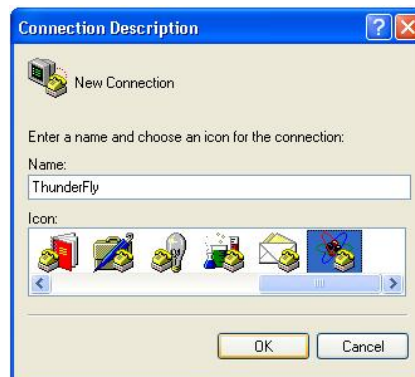 Connection Description
New Connection
Enter a name and choose an icon for the connection:
Name:
ThunderFly
Icon:
OK
Cancel